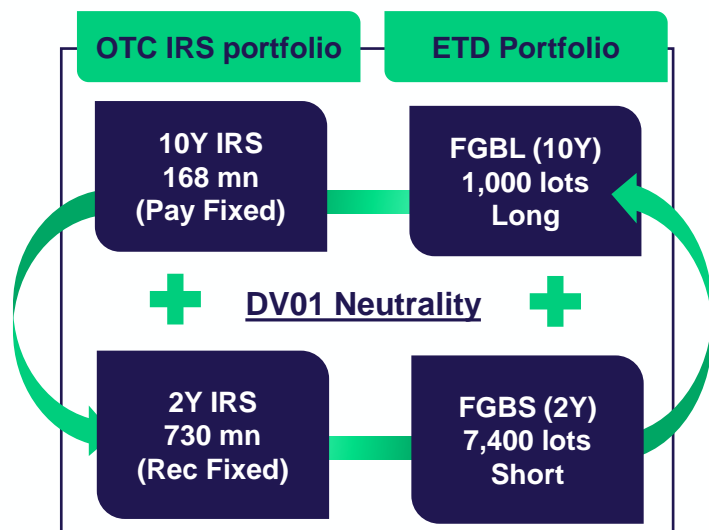 OTC IRS portfolio
ETD Portfolio
10Y IRS
168 mn
(Pay Fixed)
FGBL (10Y)
1,000 lots
Long
DV01 Neutrality
2Y IRS
730 mn
(Rec Fixed)
FGBS (2Y)
7,400 lots
Short